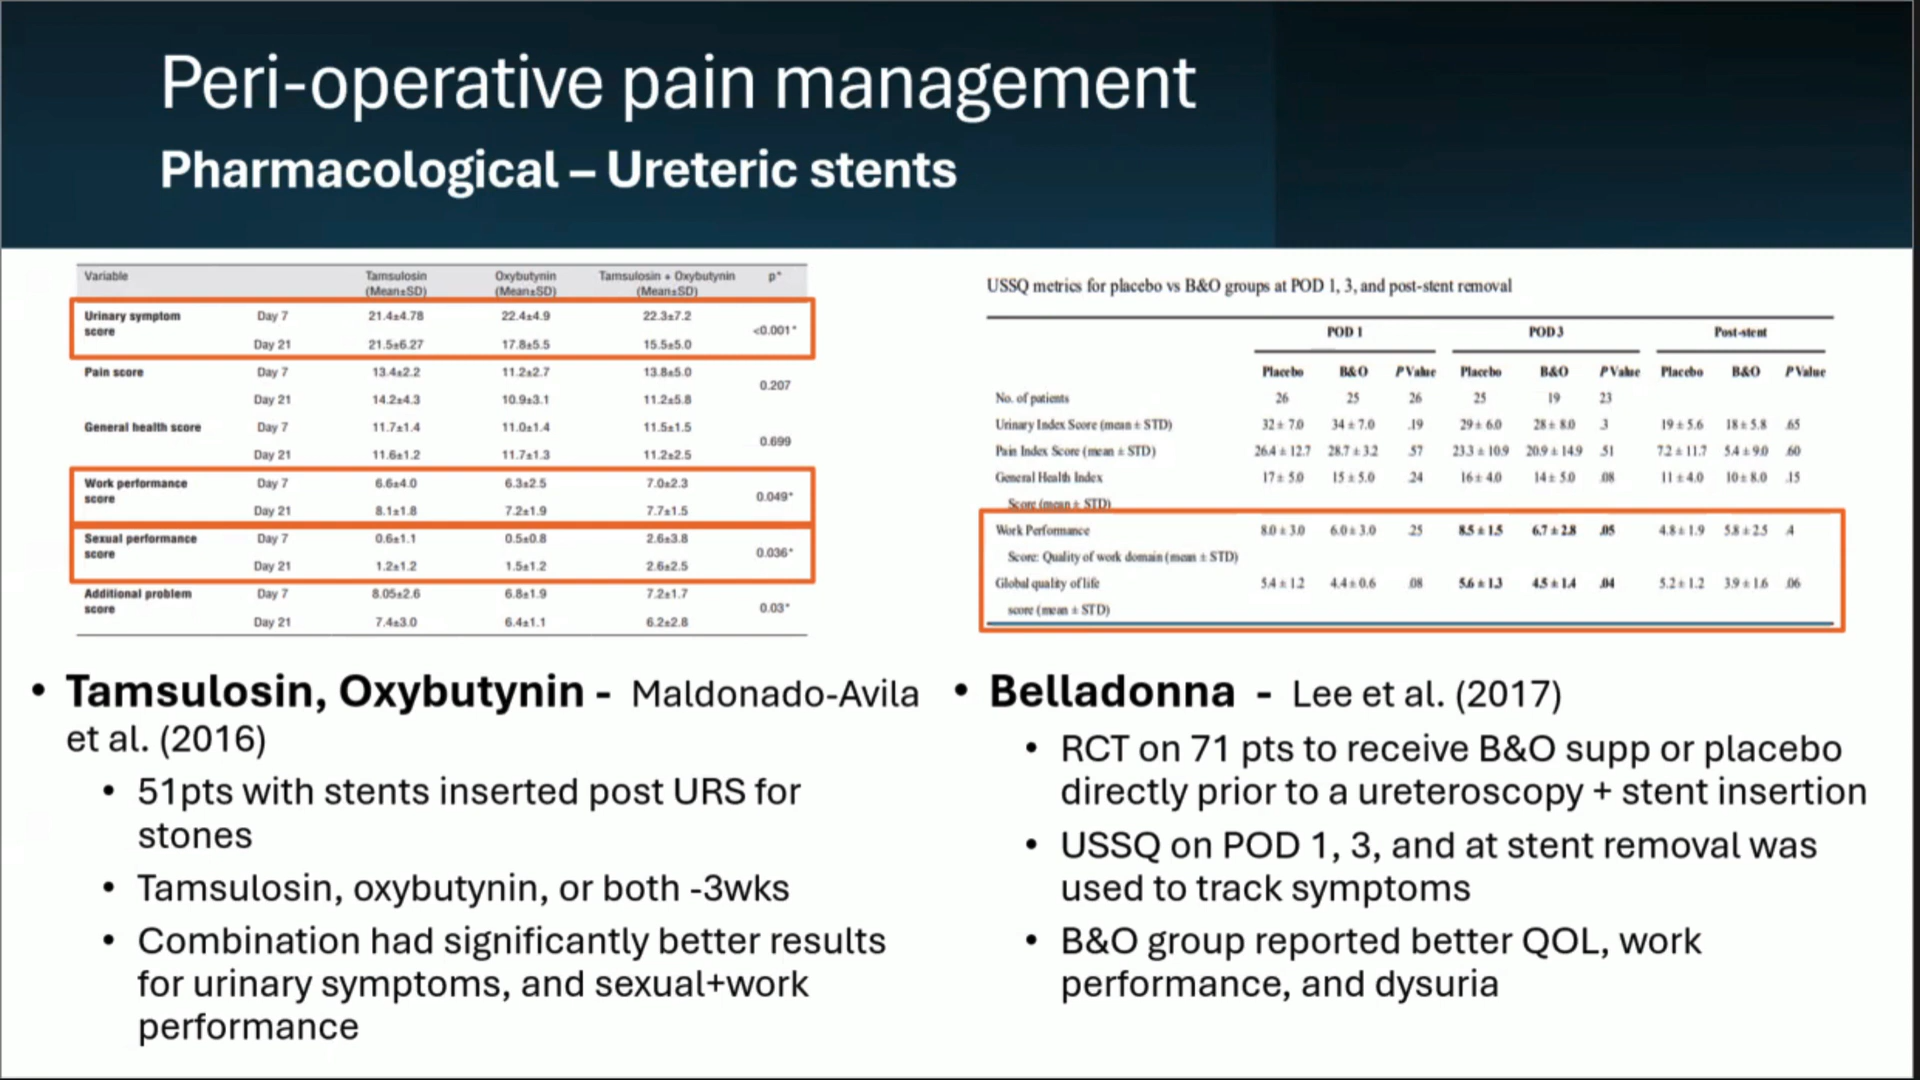 Peri-operative pain management
Pharmacological – Ureteric stents
Variable Tamsulosin Oxybutynin Tamsulosin + Oxybutynin p*
(Mean±SD) (Mean±SD) (Mean±SD)
Urinary symptom Day 7 21.4±4.78 22.4±4.9 22.3±7.2
score <0.001*
Day 21 21.5±6.27 17.8±5.5 15.5±5.0
Pain score Day 7 13.4±2.2 11.2±2.7 13.8±5.0
0.207
Day 21 14.2±4.3 10.9±3.1 11.2±5.8
General health score Day 7 11.7±1.4 11.0±1.4 11.5±1.5
0.699
Day 21 11.6±1.2 11.7±1.3 11.2±2.5
Work performance Day 7 6.6±4.0 6.3±2.5 7.0±2.3
score 0.049*
Day 21 8.1±1.8 7.2±1.9 7.7±1.5
Sexual performance Day 7 0.6±1.1 0.5±0.8 2.6±3.8
score 0.036*
Day 21 1.2±1.2 1.5±1.2 2.6±2.5
Additional problem Day 7 8.05±2.6 6.8±1.9 7.2±1.7
score 0.03*
Day 21 7.4±3.0 6.4±1.1 6.2±2.8
USSQ metrics for placebo vs B&O groups at POD 1, 3, and post-stent removal
POD 1 POD 3 Post-stent
Placebo B&O P Value Placebo B&O P Value Placebo B&O P Value
No. of patients 26 25 26 25 19 23
Urinary Index Score (mean ± STD) 32 ± 7.0 34 ± 7.0 .19 29 ± 6.0 28 ± 8.0 .3 19 ± 5.6 18 ± 5.8 .65
Pain Index Score (mean ± STD) 26.4 ± 12.7 28.7 ± 3.2 .57 23.3 ± 10.9 20.9 ± 14.9 .51 7.2 ± 11.7 5.4 ± 9.0 .60
General Health Index 17 ± 5.0 15 ± 5.0 .24 16 ± 4.0 14 ± 5.0 .08 11 ± 4.0 10 ± 8.0 .15
Score (mean ± STD)
Work Performance 8.0 ± 3.0 6.0 ± 3.0 .25 8.5 ± 1.5 6.7 ± 2.8 .05 4.8 ± 1.9 5.8 ± 2.5 .4
Score: Quality of work domain (mean ± STD)
Global quality of life 5.4 ± 1.2 4.4 ± 0.6 .08 5.6 ± 1.3 4.5 ± 1.4 .04 5.2 ± 1.2 3.9 ± 1.6 .06
score (mean ± STD)
• Tamsulosin, Oxybutynin - Maldonado-Avila
et al. (2016)
• 51pts with stents inserted post URS for
stones
• Tamsulosin, oxybutynin, or both -3wks
• Combination had significantly better results
for urinary symptoms, and sexual+work
performance
• Belladonna - Lee et al. (2017)
• RCT on 71 pts to receive B&O supp or placebo
directly prior to a ureteroscopy + stent insertion
• USSQ on POD 1, 3, and at stent removal was
used to track symptoms
• B&O group reported better QOL, work
performance, and dysuria